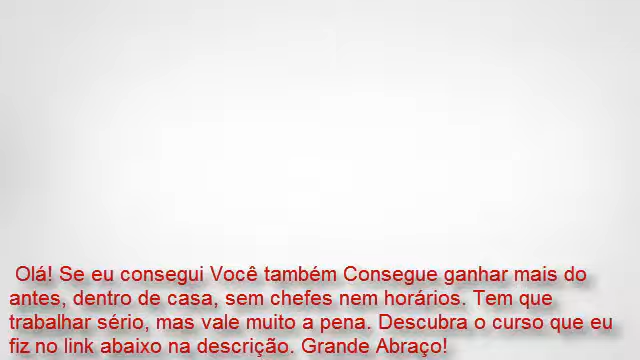 Olá! Se eu consegui Você também Consegue ganhar mais do
antes, dentro de casa, sem chefes nem horários. Tem que
trabalhar sério, mas vale muito a pena. Descubra o curso que eu
fiz no link abaixo na descrição. Grande Abraço!